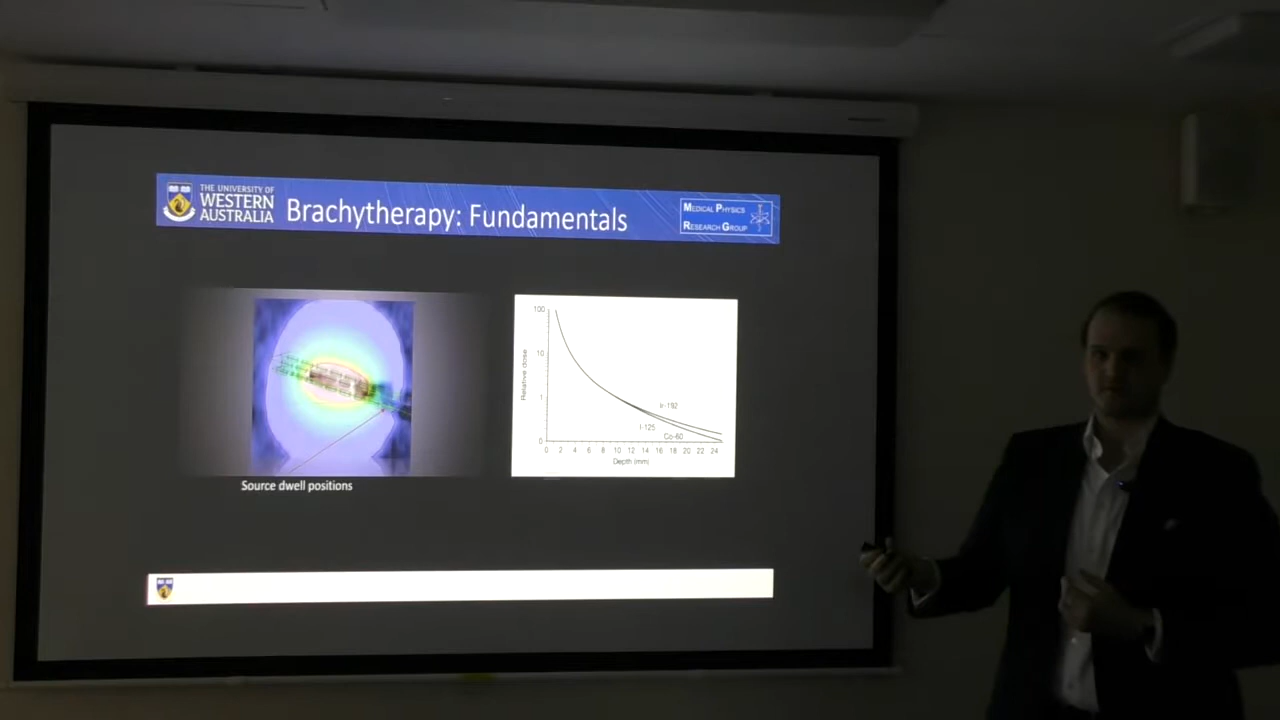 THE UNIVERSITY OF
WESTERN
AUSTRALIA
Brachytherapy: Fundamentals
MEDICAL PHYSICS
RESEARCH GROUP
Source dwell positions
100
10
1
0
Relative dose
Ir-192
I-125
Co-60
0 2 4 6 8 10 12 14 16 18 20 22 24
Depth (mm)